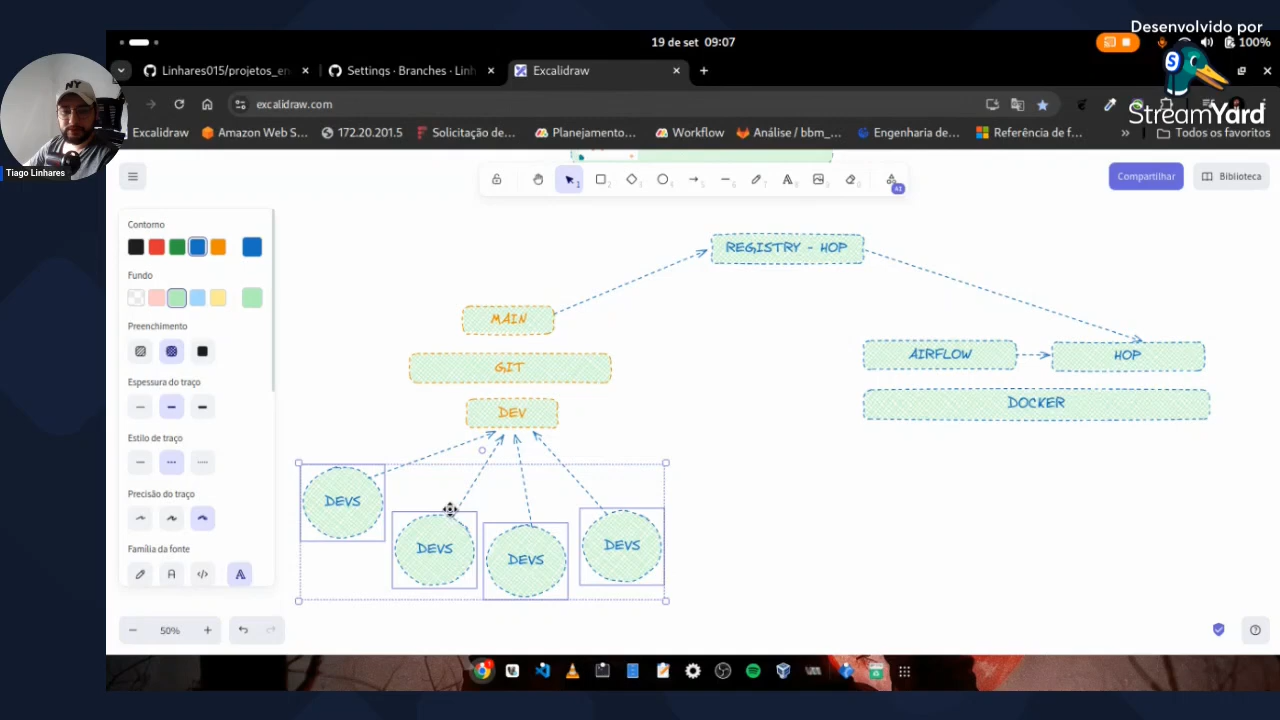 Desenvolvido por
StreamYard
Tiago Linhares
19 de set 09:07
100%
Linhares015/projetos_en
Settings · Branches · Linh
Excalidraw
excalidraw.com
Excalidraw
Amazon Web S...
172.20.201.5
Solicitação de...
Planejamento...
Workflow
Análise / bbm_...
Engenharia de...
Referência de f...
Todos os favoritos
Compartilhar
Biblioteca
AI
Contorno
Fundo
Preenchimento
Espessura do traço
Estilo de traço
Precisão do traço
Família da fonte
50%
REGISTRY - HOP
MAIN
GIT
DEV
AIRFLOW
HOP
DOCKER
DEVS
DEVS
DEVS
DEVS